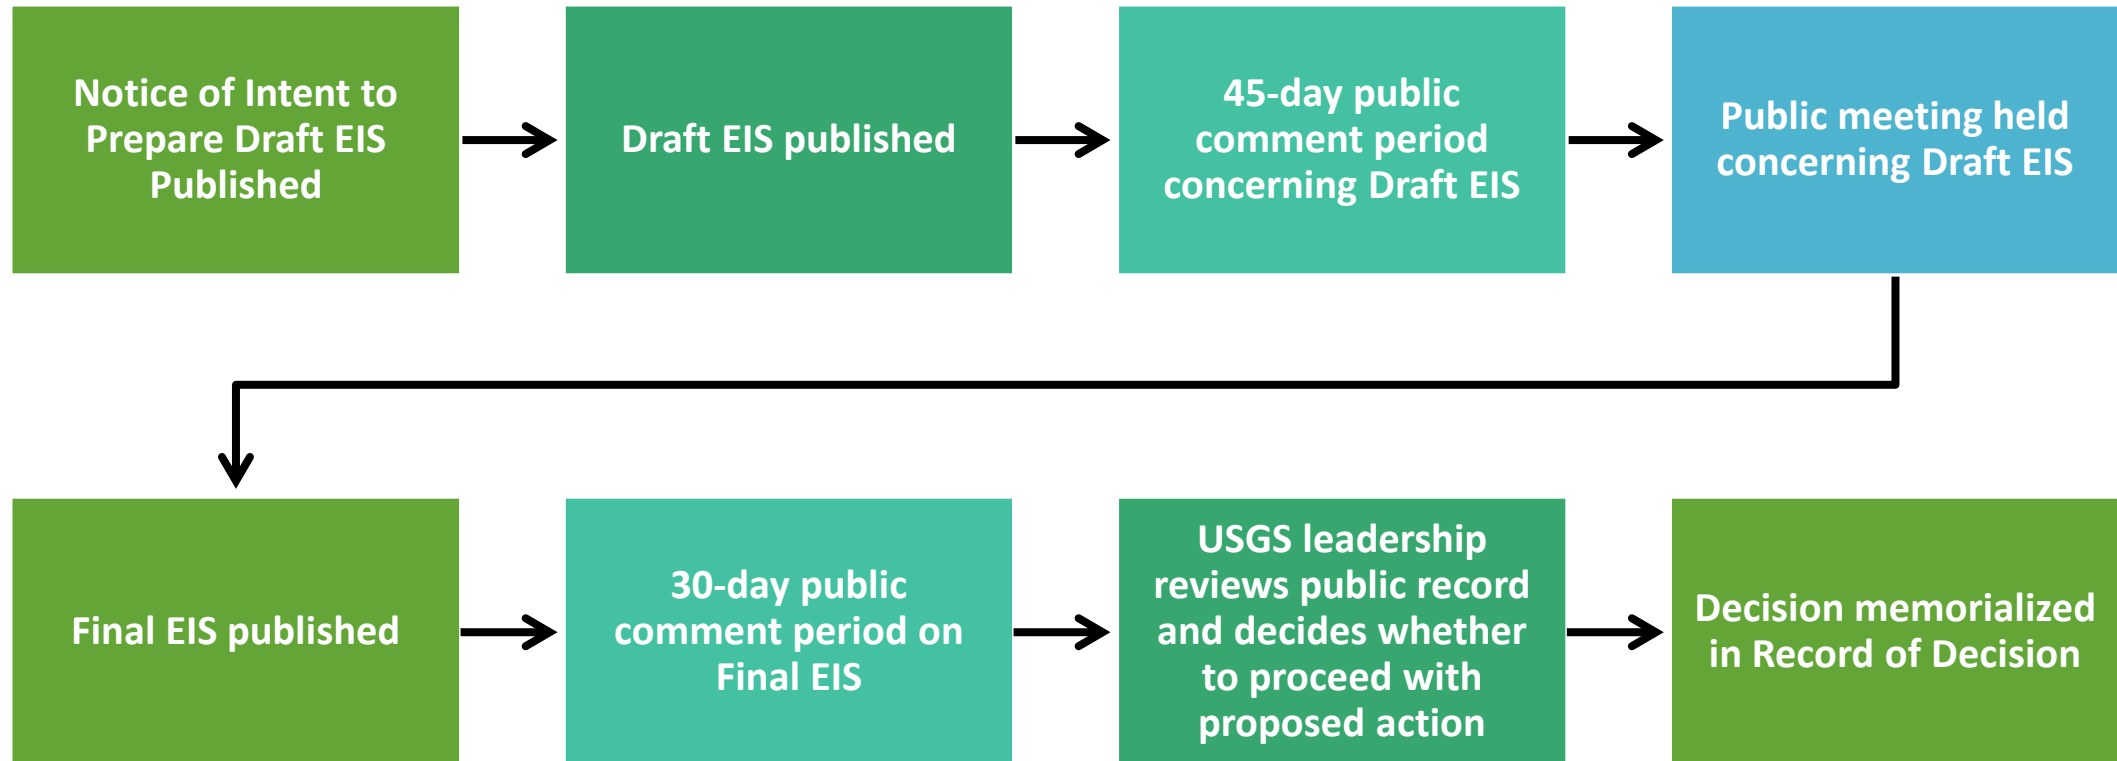 Notice of Intent to
Prepare Draft EIS
Published
Draft EIS published
45-day public
comment period
concerning Draft EIS
Public meeting held
concerning Draft EIS
Final EIS published
30-day public
comment period on
Final EIS
USGS leadership
reviews public record
and decides whether
to proceed with
proposed action
Decision memorialized
in Record of Decision